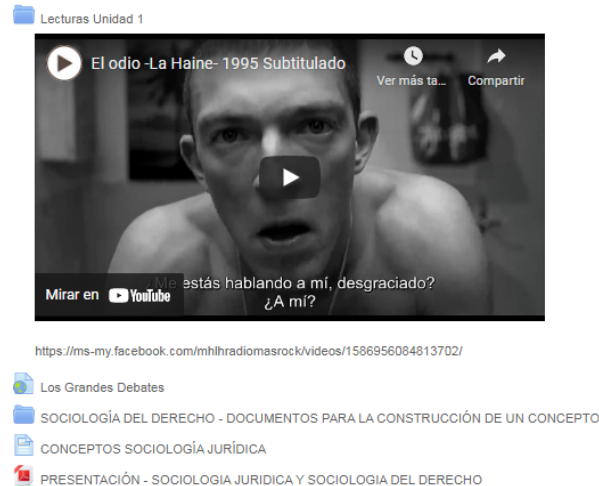 Lecturas Unidad 1
El odio -La Haine- 1995 Subtitulado
Ver más ta...
Compartir
¿Me estás hablando a mí, desgraciado?
¿A mí?
Mirar en YouTube
https://ms-my.facebook.com/mhlhradiomasrock/videos/1586956084813702/
Los Grandes Debates
SOCIOLOGÍA DEL DERECHO - DOCUMENTOS PARA LA CONSTRUCCIÓN DE UN CONCEPTO
CONCEPTOS SOCIOLOGÍA JURÍDICA
PRESENTACIÓN - SOCIOLOGIA JURIDICA Y SOCIOLOGIA DEL DERECHO